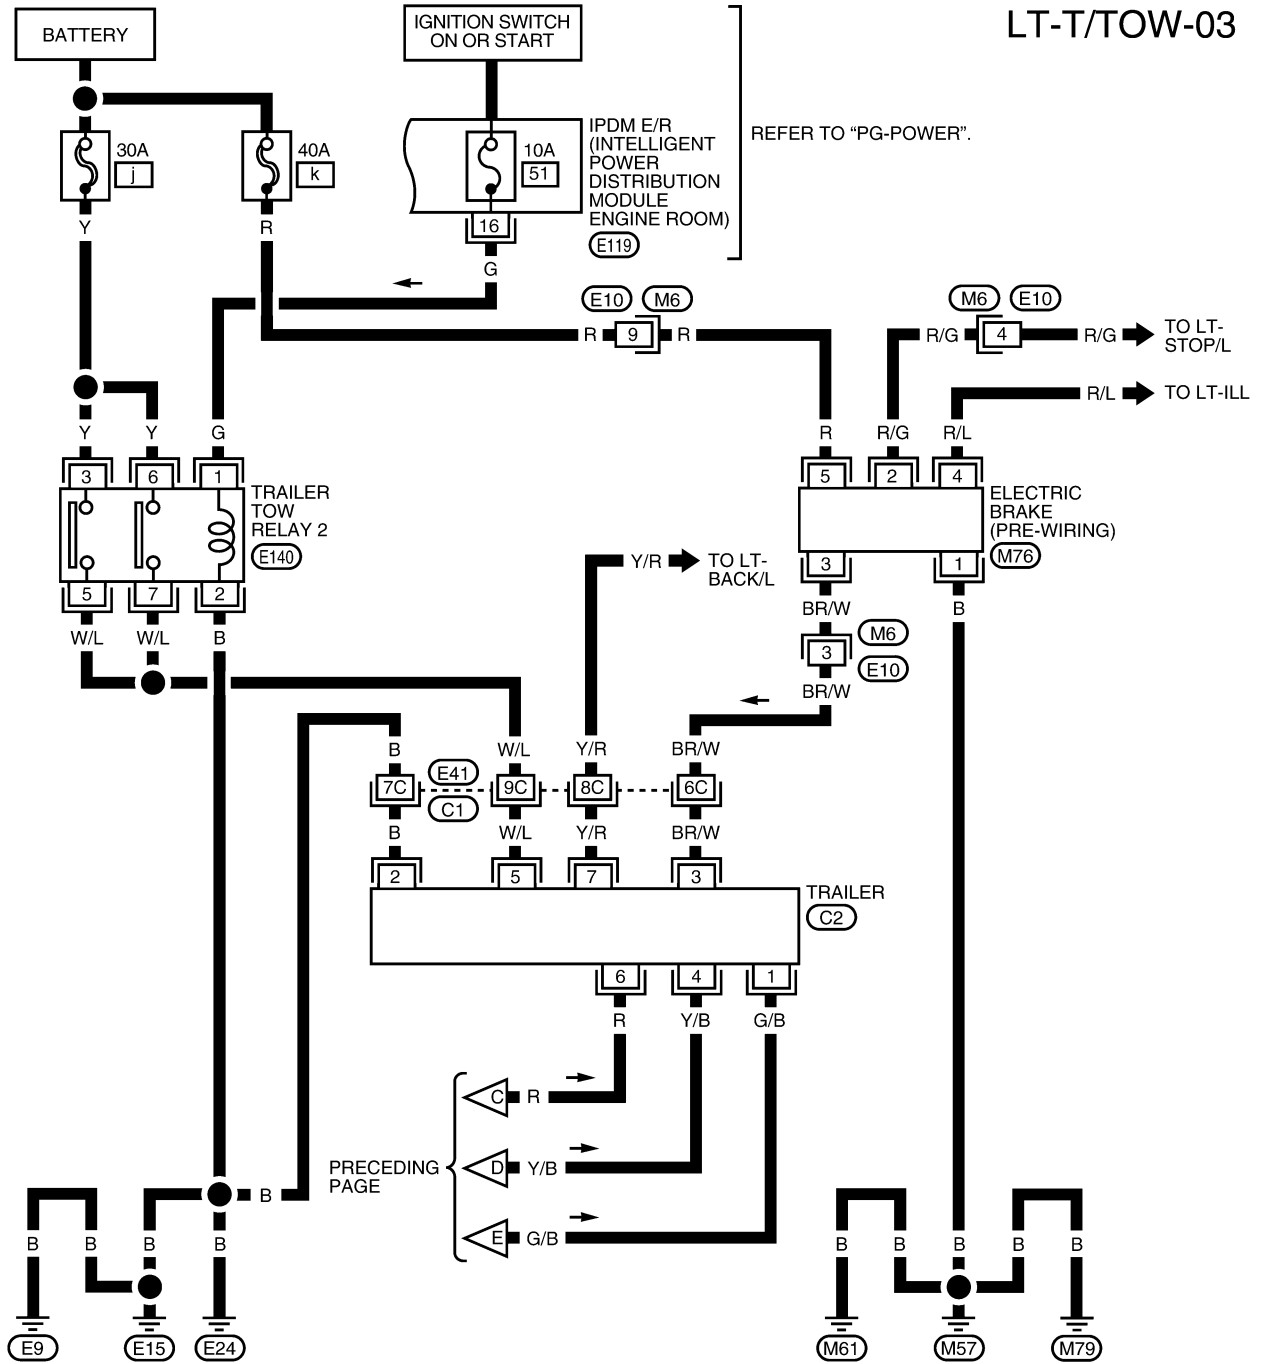 LT-T/TOW-03
BATTERY
IGNITION SWITCH
ON OR START
30A
j
40A
k
10A
51
IPDM E/R
(INTELLIGENT
POWER
DISTRIBUTION
MODULE
ENGINE ROOM)
E119
REFER TO “PG-POWER”.
16
Y
R
G
E10
M6
M6
E10
R
9
R
R/G
4
R/G
TO LT-
STOP/L
R/L
TO LT-ILL
Y
Y
G
R
R/G
R/L
3
6
1
5
2
4
TRAILER
TOW
RELAY 2
E140
ELECTRIC
BRAKE
(PRE-WIRING)
M76
Y/R
TO LT-
BACK/L
5
7
2
3
1
W/L
W/L
B
BR/W
B
3
M6
E10
BR/W
B
W/L
Y/R
BR/W
7C
E41
C1
9C
8C
6C
B
W/L
Y/R
BR/W
2
5
7
3
TRAILER
C2
6
4
1
R
Y/B
G/B
PRECEDING
PAGE
C
R
D
Y/B
E
G/B
B
B
B
B
B
B
B
B
B
B
E9
E15
E24
M61
M57
M79